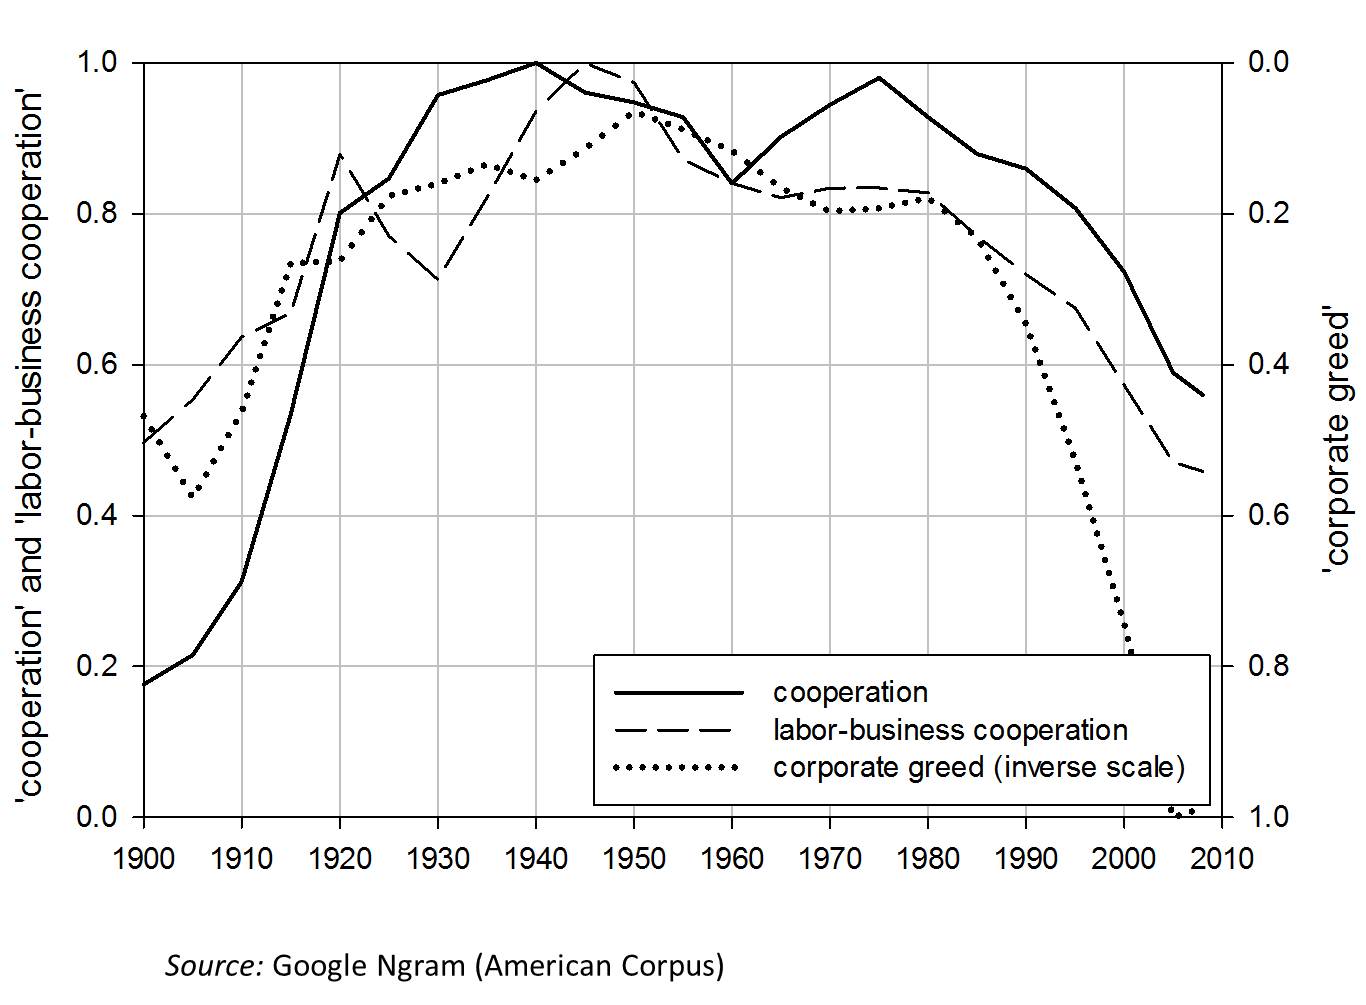 1.0
0.8
0.6
0.4
0.2
0.0
'cooperation' and 'labor-business cooperation'
0.0
0.2
0.4
0.6
0.8
1.0
'corporate greed'
cooperation
labor-business cooperation
corporate greed (inverse scale)
1900 1910 1920 1930 1940 1950 1960 1970 1980 1990 2000 2010
Source: Google Ngram (American Corpus)